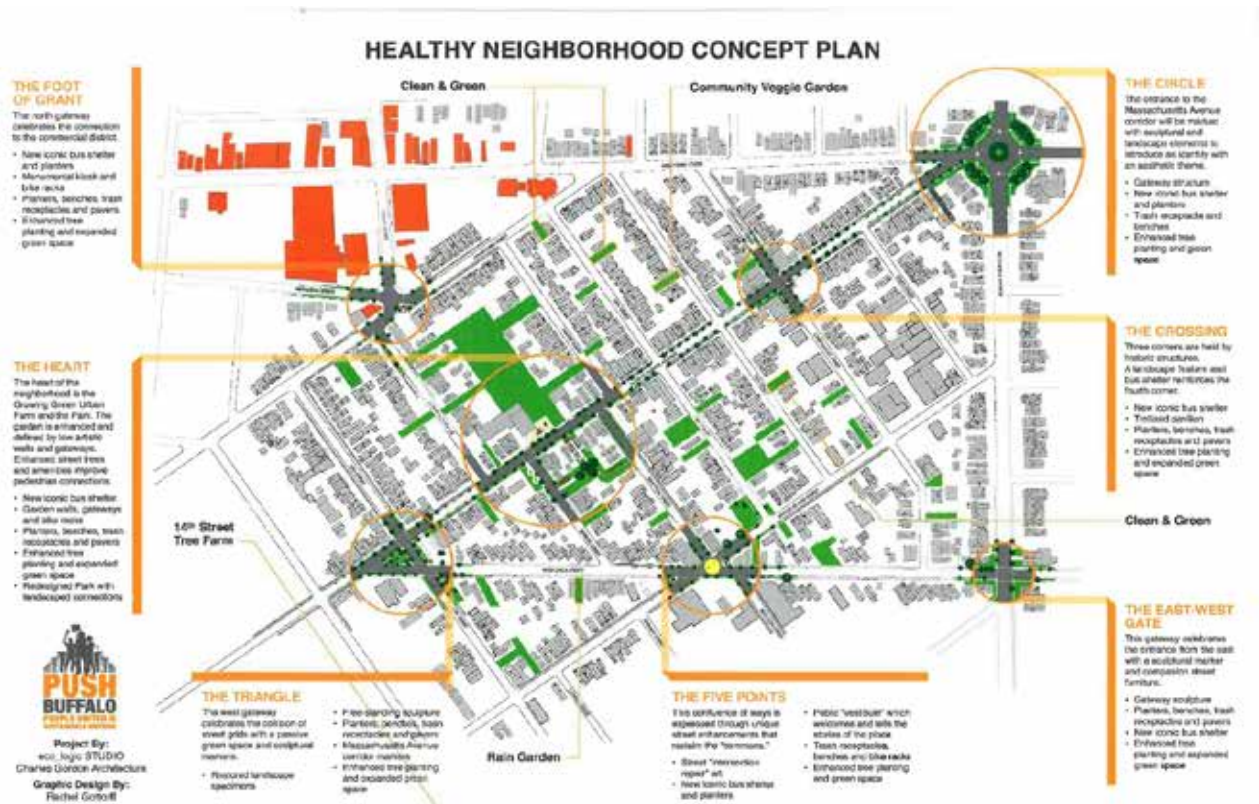 HEALTHY NEIGHBORHOOD CONCEPT PLAN
Clean & Green
Community Veggie Garden
THE FOOT
OF GRANT
The north gateway
celebrates the connection
to the commercial district.
• New iconic bus shelter
and planters
• Monumental kiosk and
bike racks
• Planters, benches, trash
receptacles and pavers
• Enhanced tree
planting and expanded
green space
THE HEART
The heart of the
neighborhood is the
Growing Green Urban
Farm and the Park. The
garden is enhanced and
defined by low artistic
walls and gateways.
Enhanced street trees
and amenities improve
pedestrian connections.
• New iconic bus shelter
• Garden walls, gateways
and bike racks
• Planters, benches, trash
receptacles and pavers
• Enhanced tree
planting and expanded
green space
• Redesigned Park with
landscaped connections
14th Street
Tree Farm
PUSH
BUFFALO
PEOPLE UNITED IN
Project By:
eco_logic STUDIO
Charles Gordon Architecture
Graphic Design By:
Rachel
THE TRIANGLE
The west gateway
celebrates the collision of
street grids with a passive
green space and sculptural
markers.
• Restored landscape
specimens
• Free-standing sculpture
• Planters, benches, trash
receptacles and pavers
• Massachusetts Avenue
corridor markers
• Enhanced tree planting
and expanded green
space
Rain Garden
THE FIVE POINTS
This confluence of ways is
expressed through unique
street enhancements that
reclaim the "commons."
• Street "intersection
repair" art
• New iconic bus shelter
and planters
• Public "vestibule" which
welcomes and tells the
stories of the place
• Trash receptacles,
benches and bike racks
• Enhanced tree planting
and green space
THE CIRCLE
The entrance to the
Massachusetts Avenue
corridor will be marked
with sculptural and
landscape elements to
introduce an identity with
an aesthetic theme.
• Gateway structure
• New iconic bus shelter
and planters
• Trash receptacle and
benches
• Enhanced tree
planting and green
space
THE CROSSING
Three corners are held by
historic structures.
A landscape feature and
bus shelter reinforces the
fourth corner.
• New iconic bus shelter
• Trellised pavilion
• Planters, benches, trash
receptacles and pavers
• Enhanced tree planting
and expanded green
space
Clean & Green
THE EAST-WEST
GATE
This gateway celebrates
the entrance from the east
with a sculptural marker
and companion street
furniture.
• Gateway sculpture
• Planters, benches, trash
receptacles and pavers
• New iconic bus shelter
• Enhanced tree
planting and expanded
green space